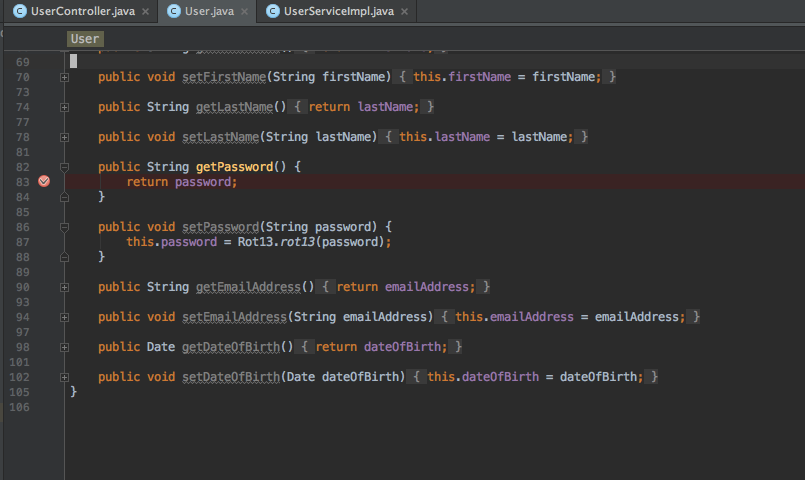 UserController.java × User.java × UserServiceImpl.java ×
User
69
70 public void setFirstName(String firstName) { this.firstName = firstName; }
73
74 public String getLastName() { return lastName; }
77
78 public void setLastName(String lastName) { this.lastName = lastName; }
81
82 public String getPassword() {
83 return password;
84 }
85
86 public void setPassword(String password) {
87 this.password = Rot13.rot13(password);
88 }
89
90 public String getEmailAddress() { return emailAddress; }
93
94 public void setEmailAddress(String emailAddress) { this.emailAddress = emailAddress; }
97
98 public Date getDateOfBirth() { return dateOfBirth; }
101
102 public void setDateOfBirth(Date dateOfBirth) { this.dateOfBirth = dateOfBirth; }
105 }
106